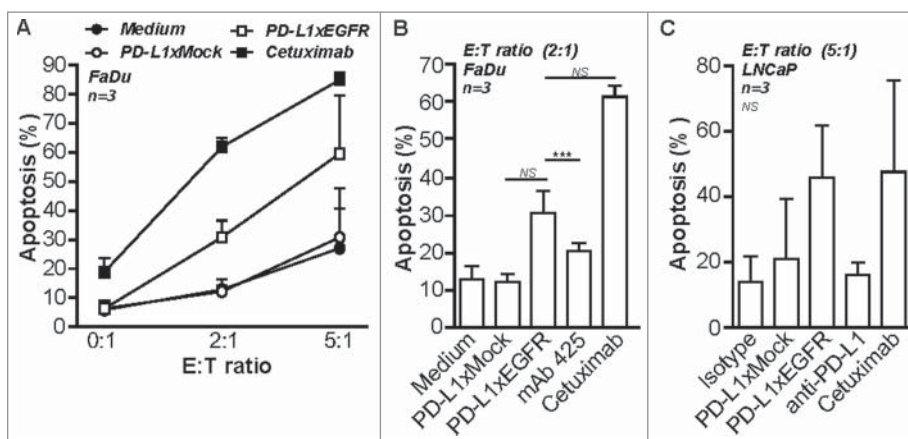 A
Medium
PD-L1xEGFR
PD-L1xMock
Cetuximab
FaDu
n=3
Apoptosis (%)
90
80
70
60
50
40
30
20
10
0
0:1 2:1 5:1
E:T ratio
B
E:T ratio (2:1)
FaDu
n=3
NS
NS
***
Apoptosis (%)
70
60
50
40
30
20
10
0
Medium
PD-L1xMock
PD-L1xEGFR
mAb 425
Cetuximab
C
E:T ratio (5:1)
LNCaP
n=3
NS
Apoptosis (%)
80
60
40
20
0
Isotype
PD-L1xMock
PD-L1xEGFR
anti-PD-L1
Cetuximab